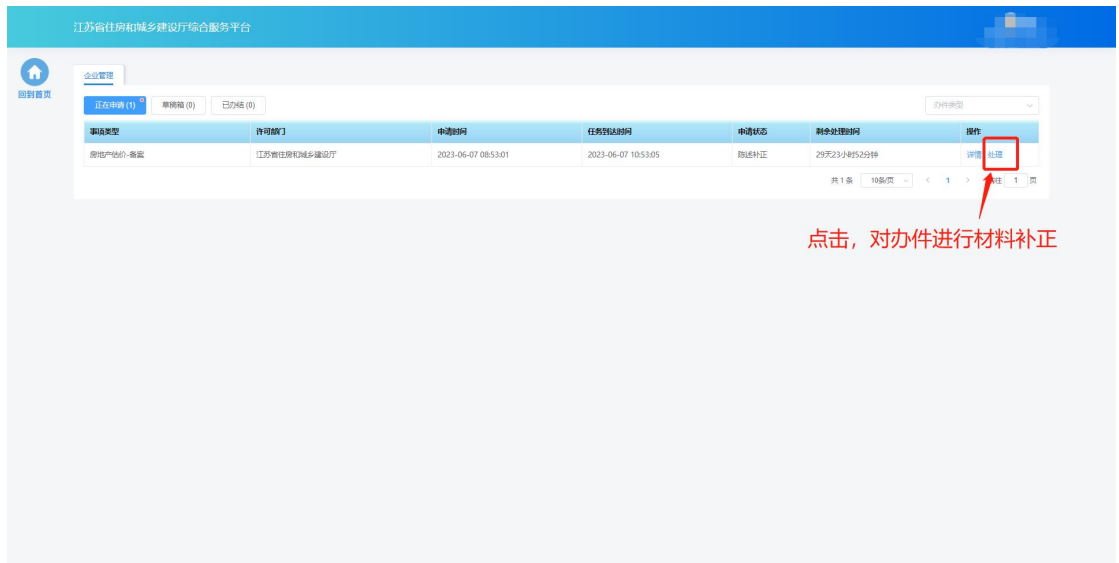 江苏省住房和城乡建设厅综合服务平台
回到首页
企业管理
正在申请 (1) 草稿箱 (0) 已办结 (0) 办件类型
事项类型 许可部门 申请时间 任务到达时间 申请状态 剩余处理时间 操作
房地产估价-备案 江苏省住房和城乡建设厅 2023-06-07 08:53:01 2023-06-07 10:53:05 陈述补正 29天23小时52分钟 详情 处理
共 1 条 10条/页 < 1 > 往 1 页
点击，对办件进行材料补正